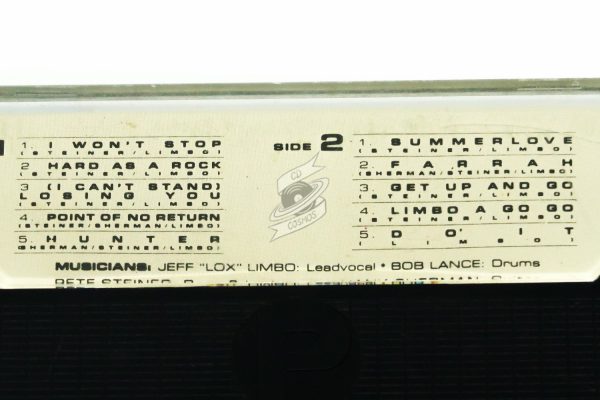 1. I WON'T STOP
(STEINER/LIMBO)
2. HARD AS A ROCK
(STEINER/LIMBO)
3. (I CAN'T STAND)
LOSING YOU
(STEINER/LIMBO)
4. POINT OF NO RETURN
(STEINER/SHERMAN/LIMBO)
5. HUNTER
(SHERMAN/STEINER/LIMBO)
SIDE 2
1. SUMMERLOVE
(STEINER/LIMBO)
2. FARRAH
(SHERMAN/STEINER/LIMBO)
3. GET UP AND GO
(STEINER/LIMBO)
4. LIMBO A GO GO
(STEINER/LIMBO)
5. DO IT
(LIMBO)
CD
COSMOS
MUSICIANS: JEFF "LOX" LIMBO: Leadvocal • BOB LANCE: Drums
PETE STEINER